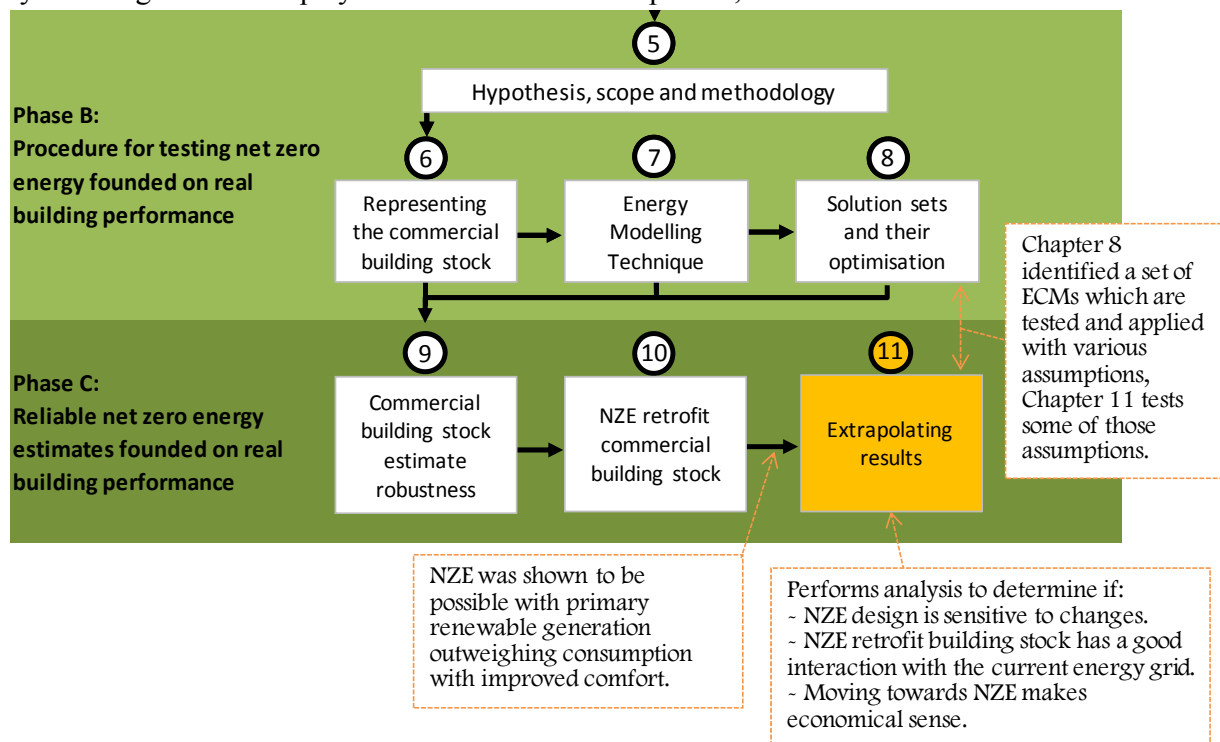 5
Hypothesis, scope and methodology
Phase B:
Procedure for testing net zero
energy founded on real
building performance
6
7
8
Representing
the commercial
building stock
Energy
Modelling
Technique
Solution sets
and their
optimisation
Chapter 8
identified a set of
ECMs which are
tested and applied
with various
assumptions,
Chapter 11 tests
some of those
assumptions.
Phase C:
Reliable net zero energy
estimates founded on real
building performance
9
10
11
Commercial
building stock
estimate
robustness
NZE retrofit
commercial
building stock
Extrapolating
results
NZE was shown to be
possible with primary
renewable generation
outweighing consumption
with improved comfort.
Performs analysis to determine if:
- NZE design is sensitive to changes.
- NZE retrofit building stock has a good
interaction with the current energy grid.
- Moving towards NZE makes
economical sense.